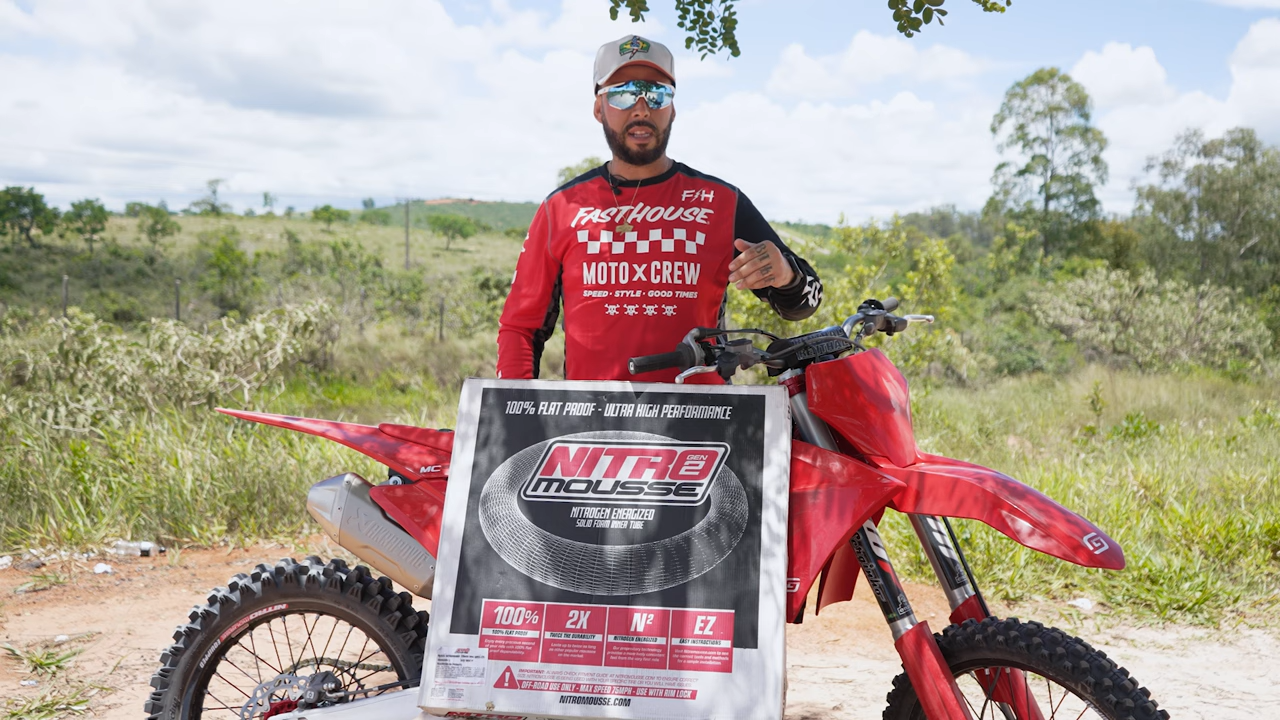 F/H
FASTHOUSE
MOTO X CREW
SPEED · STYLE · GOOD TIMES
MC
100% FLAT PROOF - ULTRA HIGH PERFORMANCE
NITRO
GEN 2
MOUSSE
NITROGEN ENERGIZED
SOLID FOAM INNER TUBE
100%
100% FLAT PROOF
2X
TWICE THE DURABILITY
N²
NITROGEN ENERGIZED
EZ
EASY INSTRUCTIONS
OFF-ROAD USE ONLY - MAX SPEED 75MPH - USE WITH RIM LOCK
NITROMOUSSE.COM